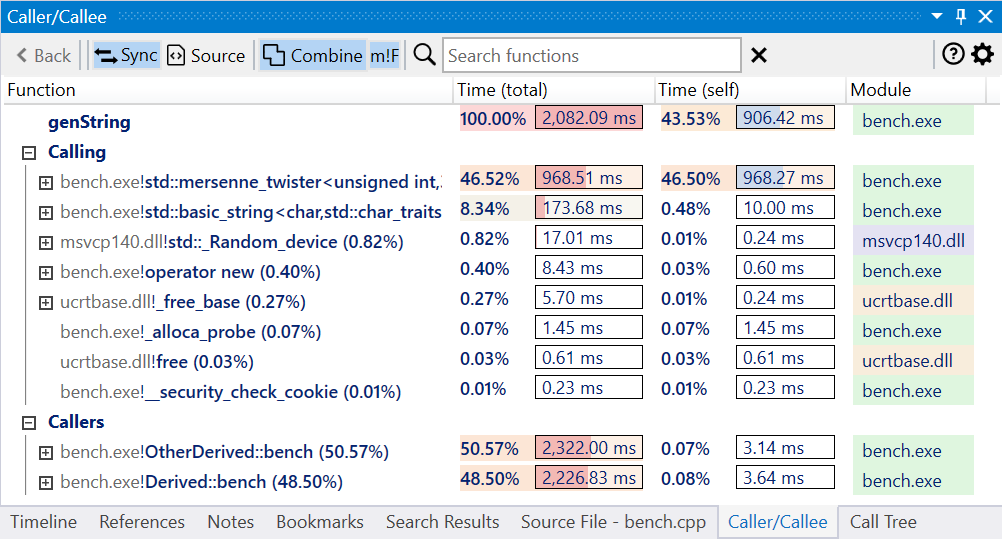 Caller/Callee
Back Sync Source Combine m!F Search functions
Function Time (total) Time (self) Module
genString 100.00% 2,082.09 ms 43.53% 906.42 ms bench.exe
Calling
bench.exe!std::mersenne_twister<unsigned int, 46.52% 968.51 ms 46.50% 968.27 ms bench.exe
bench.exe!std::basic_string<char,std::char_traits 8.34% 173.68 ms 0.48% 10.00 ms bench.exe
msvcp140.dll!std::_Random_device (0.82%) 0.82% 17.01 ms 0.01% 0.24 ms msvcp140.dll
bench.exe!operator new (0.40%) 0.40% 8.43 ms 0.03% 0.60 ms bench.exe
ucrtbase.dll!_free_base (0.27%) 0.27% 5.70 ms 0.01% 0.24 ms ucrtbase.dll
bench.exe!_alloca_probe (0.07%) 0.07% 1.45 ms 0.07% 1.45 ms bench.exe
ucrtbase.dll!free (0.03%) 0.03% 0.61 ms 0.03% 0.61 ms ucrtbase.dll
bench.exe!__security_check_cookie (0.01%) 0.01% 0.23 ms 0.01% 0.23 ms bench.exe
Callers
bench.exe!OtherDerived::bench (50.57%) 50.57% 2,322.00 ms 0.07% 3.14 ms bench.exe
bench.exe!Derived::bench (48.50%) 48.50% 2,226.83 ms 0.08% 3.64 ms bench.exe
Timeline References Notes Bookmarks Search Results Source File - bench.cpp Caller/Callee Call Tree